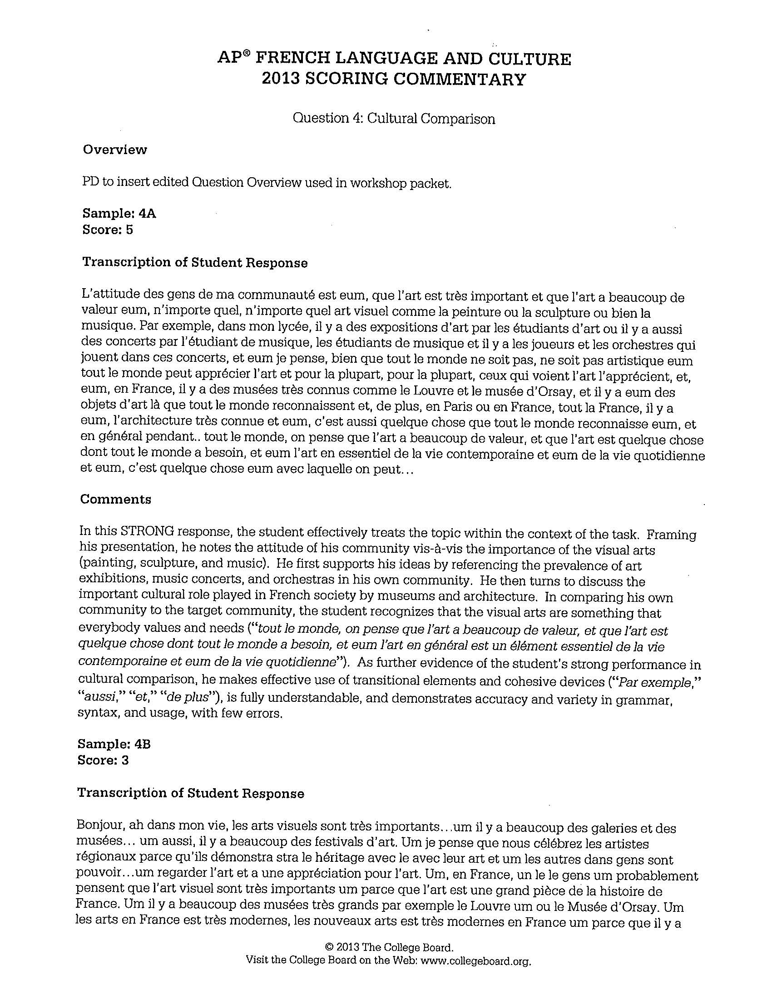 AP® FRENCH LANGUAGE AND CULTURE
2013 SCORING COMMENTARY
Question 4: Cultural Comparison
Overview
PD to insert edited Question Overview used in workshop packet.
Sample: 4A
Score: 5
Transcription of Student Response
L'attitude des gens de ma communauté est eum, que l'art est très important et que l'art a beaucoup de
valeur eum, n'importe quel, n'importe quel art visuel comme la peinture ou la sculpture ou bien la
musique. Par exemple, dans mon lycée, il y a des expositions d'art par les étudiants d'art ou il y a aussi
des concerts par l'étudiant de musique, les étudiants de musique et il y a les joueurs et les orchestres qui
jouent dans ces concerts, et eum je pense, bien que tout le monde ne soit pas, ne soit pas artistique eum
tout le monde peut apprécier l'art et pour la plupart, pour la plupart, ceux qui voient l'art l'apprécient, et,
eum, en France, il y a des musées très connus comme le Louvre et le musée d'Orsay, et il y a eum des
objets d'art là que tout le monde reconnaissent et, de plus, en Paris ou en France, tout la France, il y a
eum, l'architecture très connue et eum, c'est aussi quelque chose que tout le monde reconnaisse eum, et
en général pendant.. tout le monde, on pense que l'art a beaucoup de valeur, et que l'art est quelque chose
dont tout le monde a besoin, et eum l'art en essentiel de la vie contemporaine et eum de la vie quotidienne
et eum, c'est quelque chose eum avec laquelle on peut...
Comments
In this STRONG response, the student effectively treats the topic within the context of the task. Framing
his presentation, he notes the attitude of his community vis-à-vis the importance of the visual arts
(painting, sculpture, and music). He first supports his ideas by referencing the prevalence of art
exhibitions, music concerts, and orchestras in his own community. He then turns to discuss the
important cultural role played in French society by museums and architecture. In comparing his own
community to the target community, the student recognizes that the visual arts are something that
everybody values and needs ("tout le monde, on pense que l'art a beaucoup de valeur, et que l'art est
quelque chose dont tout le monde a besoin, et eum l'art en général est un élément essentiel de la vie
contemporaine et eum de la vie quotidienne"). As further evidence of the student's strong performance in
cultural comparison, he makes effective use of transitional elements and cohesive devices ("Par exemple,"
"aussi," "et," "de plus"), is fully understandable, and demonstrates accuracy and variety in grammar,
syntax, and usage, with few errors.
Sample: 4B
Score: 3
Transcription of Student Response
Bonjour, ah dans mon vie, les arts visuels sont très importants...um il y a beaucoup des galeries et des
musées... um aussi, il y a beaucoup des festivals d'art. Um je pense que nous célébrez les artistes
régionaux parce qu'ils démonstra stra le héritage avec le avec leur art et um les autres dans gens sont
pouvoir...um regarder l'art et a une appréciation pour l'art. Um, en France, un le le gens um probablement
pensent que l'art visuel sont très importants um parce que l'art est une grand pièce de la histoire de
France. Um il y a beaucoup des musées très grands par exemple le Louvre um ou le Musée d'Orsay. Um
les arts en France est très modernes, les nouveaux arts est très modernes en France um parce que il y a
© 2013 The College Board.
Visit the College Board on the Web: www.collegeboard.org.